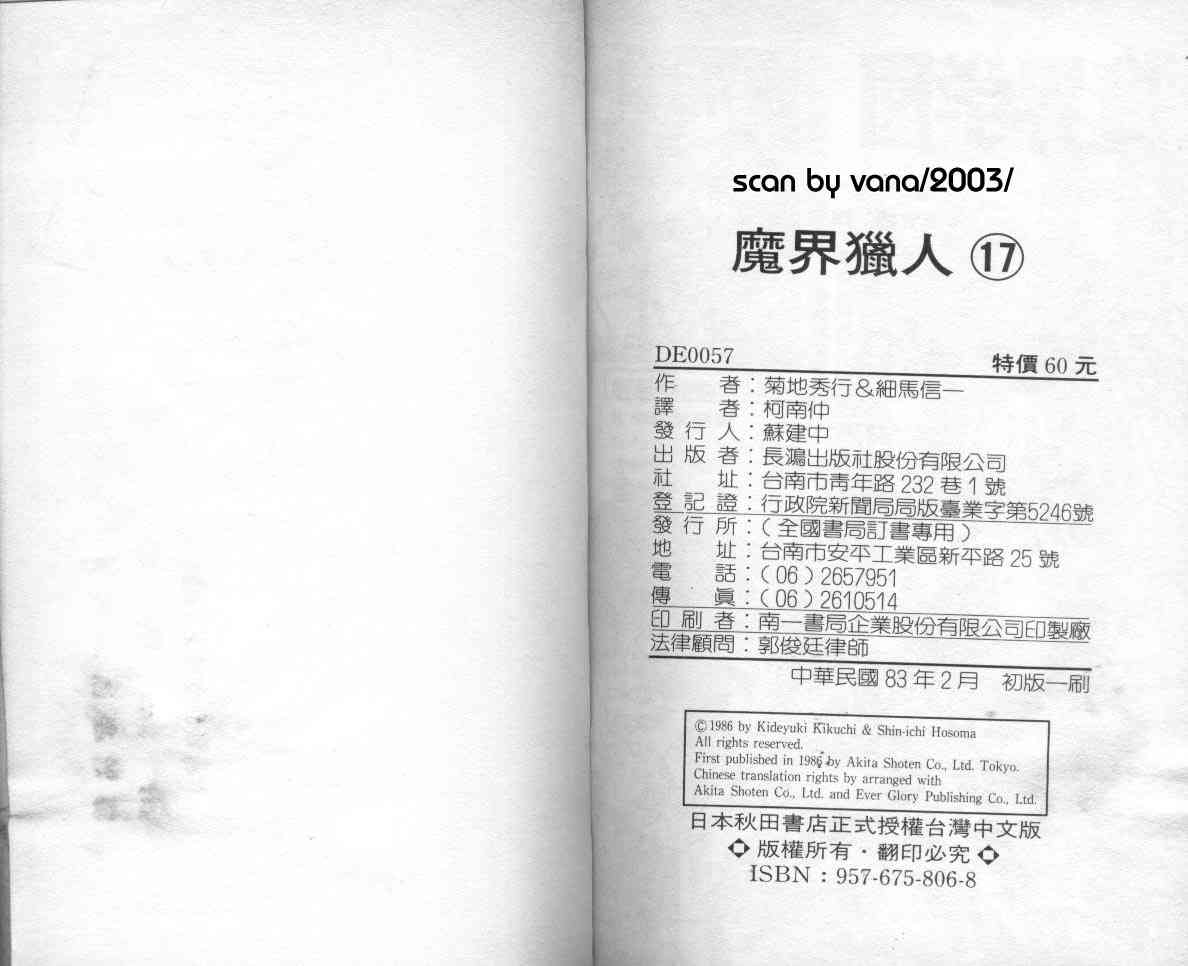 scan by vana/2003/
魔界獵人 ⑰
DE0057 特價 60 元
作者：菊地秀行&細馬信一
譯者：柯南仲
發行人：蘇建中
出版者：長鴻出版社股份有限公司
社址：台南市青年路 232 巷 1 號
登記證：行政院新聞局局版臺業字第5246號
發行所：（全國書局訂書專用）
地址：台南市安平工業區新平路 25 號
電話：（06）2657951
傳眞：（06）2610514
印刷者：南一書局企業股份有限公司印製廠
法律顧問：郭俊廷律師
中華民國 83 年 2 月 初版一刷
©1986 by Kideyuki Kikuchi & Shin-ichi Hosoma
All rights reserved.
First published in 1986 by Akita Shoten Co., Ltd. Tokyo.
Chinese translation rights by arranged with
Akita Shoten Co., Ltd. and Ever Glory Publishing Co., Ltd.
日本秋田書店正式授權台灣中文版
版權所有・翻印必究
ISBN : 957-675-806-8